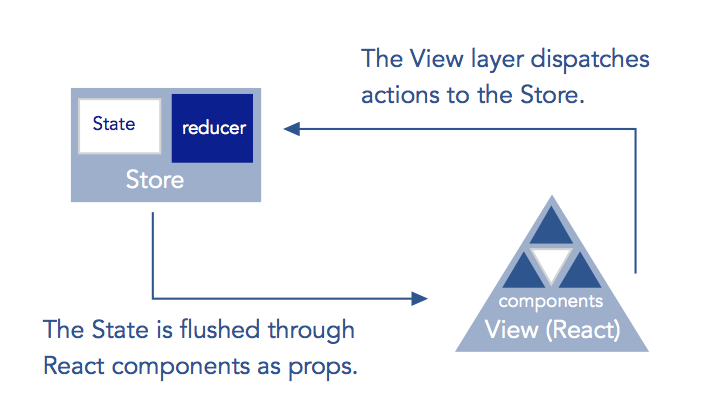 The View layer dispatches
actions to the Store.
State
reducer
Store
components
View (React)
The State is flushed through
React components as props.